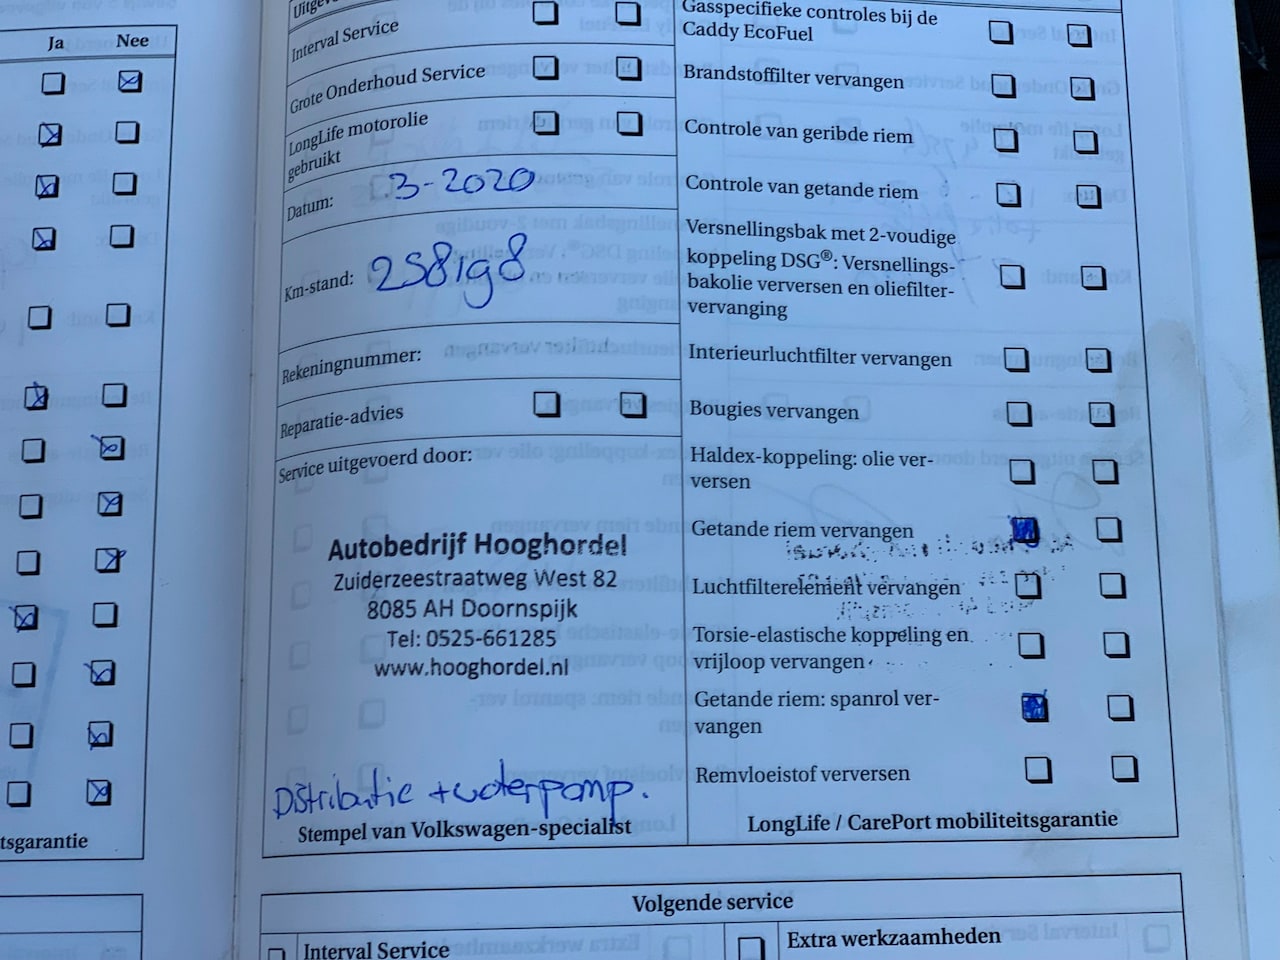 Ja Nee
tsgarantie
Interval Service
Grote Onderhoud Service
LongLife motorolie
gebruikt
Datum: 3-2020
Km-stand: 258198
Rekeningnummer:
Reparatie-advies
Service uitgevoerd door:
Autobedrijf Hooghordel
Zuiderzeestraatweg West 82
8085 AH Doornspijk
Tel: 0525-661285
www.hooghordel.nl
Distributie + waterpomp.
Stempel van Volkswagen-specialist
Gasspecifieke controles bij de
Caddy EcoFuel
Brandstoffilter vervangen
Controle van geribde riem
Controle van getande riem
Versnellingsbak met 2-voudige
koppeling DSG®: Versnellings-
bakolie verversen en oliefilter-
vervanging
Interieurluchtfilter vervangen
Bougies vervangen
Haldex-koppeling: olie ver-
versen
Getande riem vervangen
Luchtfilterelement vervangen
Torsie-elastische koppeling en
vrijloop vervangen
Getande riem: spanrol ver-
vangen
Remvloeistof verversen
LongLife / CarePort mobiliteitsgarantie
Volgende service
Interval Service
Extra werkzaamheden